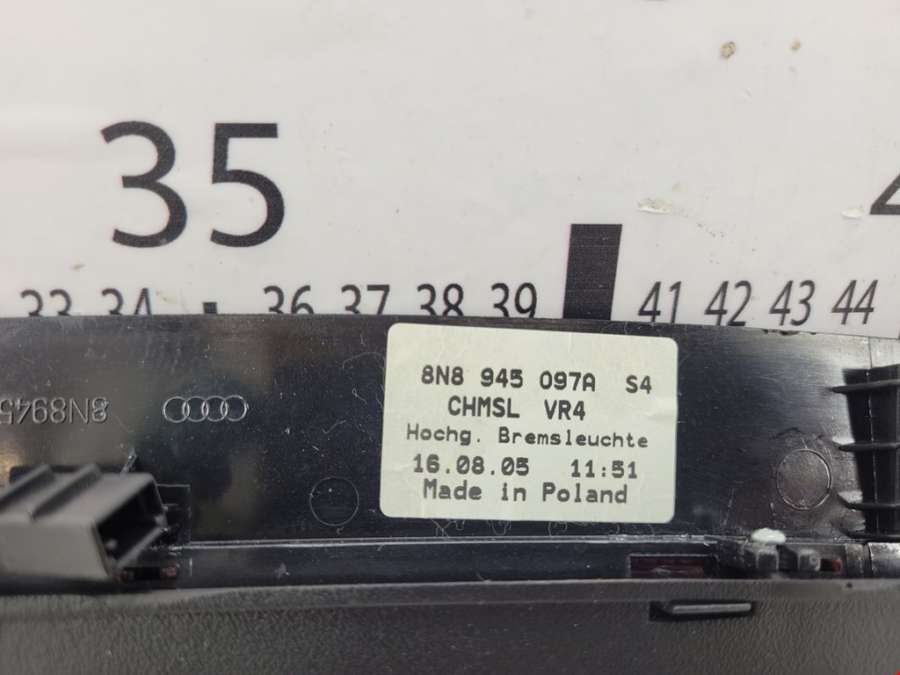 35
33 34 36 37 38 39 41 42 43 44
8N8945
8N8 945 097A S4
CHMSL VR4
Hochg. Bremsleuchte
16.08.05 11:51
Made in Poland